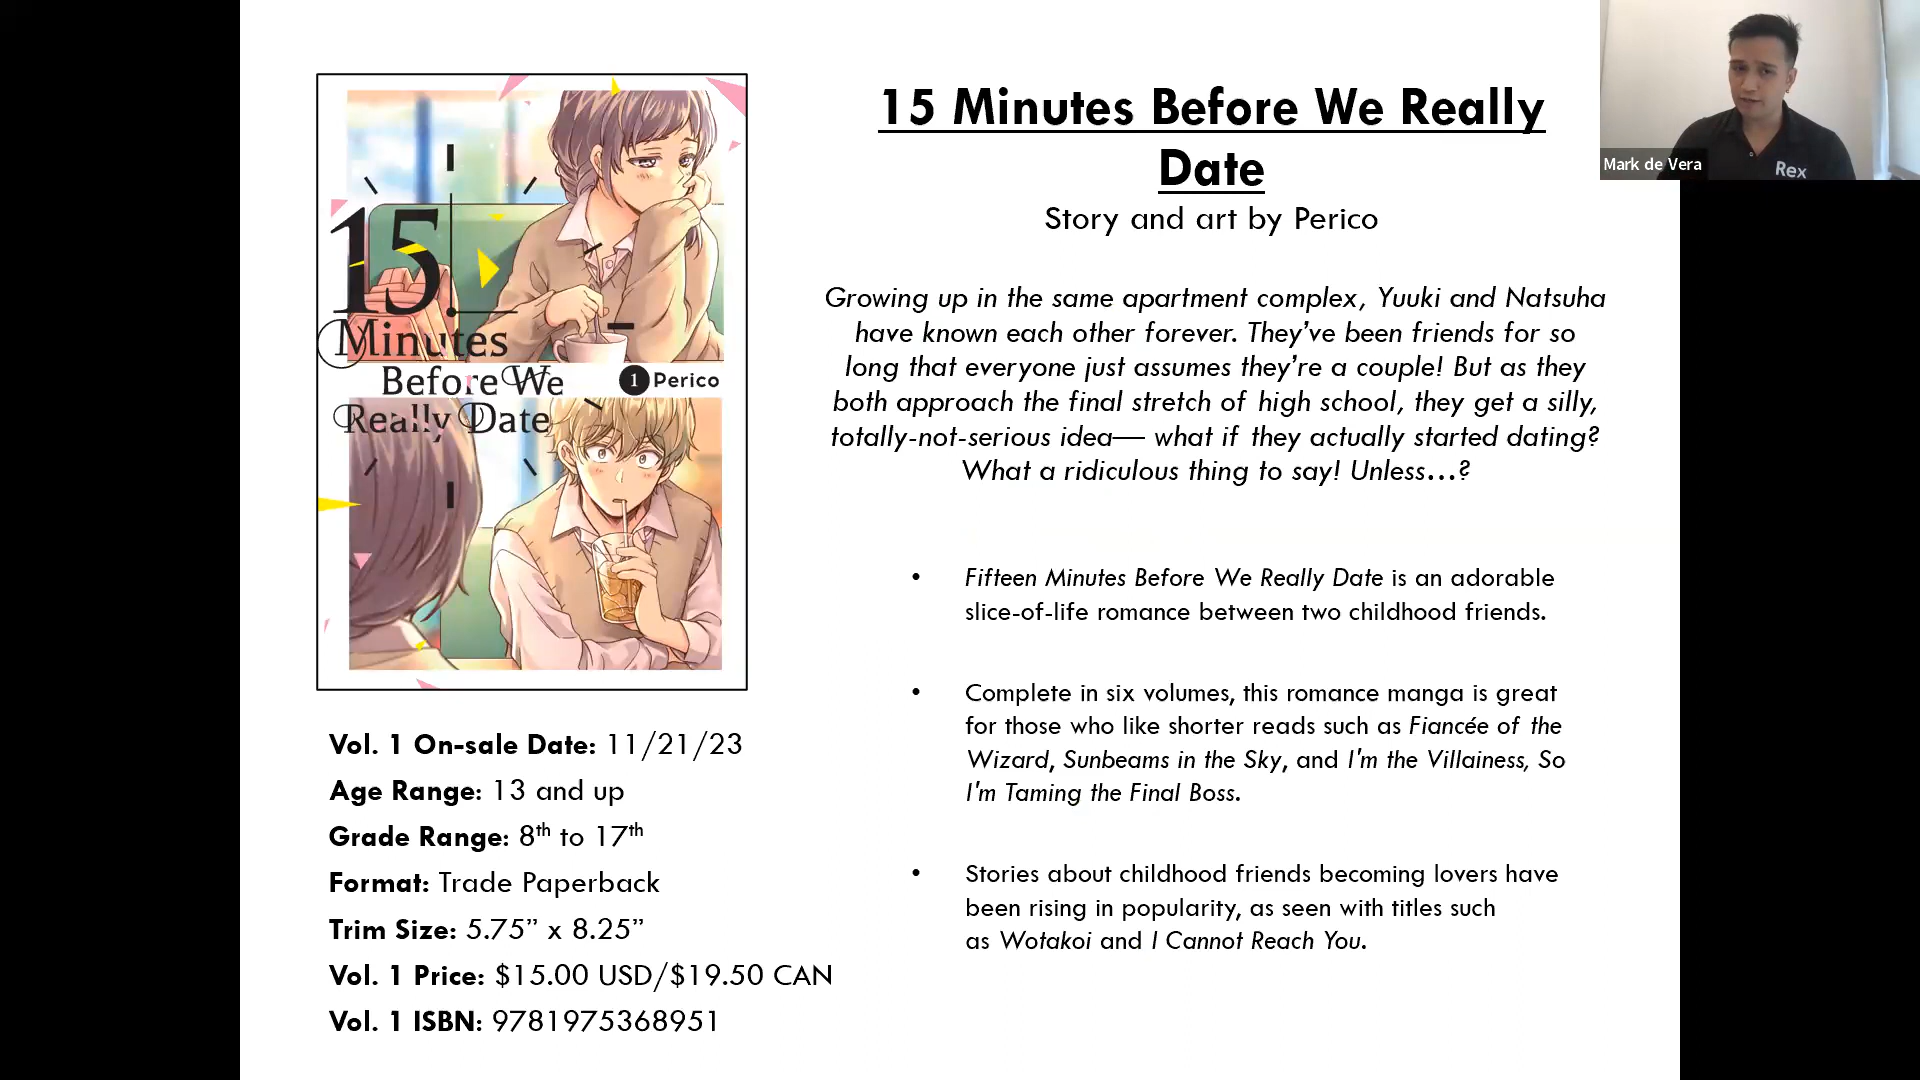 15 Minutes Before We Really
Date
Story and art by Perico
Growing up in the same apartment complex, Yuuki and Natsuha
have known each other forever. They’ve been friends for so
long that everyone just assumes they’re a couple! But as they
both approach the final stretch of high school, they get a silly,
totally-not-serious idea— what if they actually started dating?
What a ridiculous thing to say! Unless…?
• Fifteen Minutes Before We Really Date is an adorable
slice-of-life romance between two childhood friends.
• Complete in six volumes, this romance manga is great
for those who like shorter reads such as Fiancée of the
Wizard, Sunbeams in the Sky, and I'm the Villainess, So
I'm Taming the Final Boss.
• Stories about childhood friends becoming lovers have
been rising in popularity, as seen with titles such
as Wotakoi and I Cannot Reach You.
15
Minutes
Before We
Really Date
1 Perico
Vol. 1 On-sale Date: 11/21/23
Age Range: 13 and up
Grade Range: 8th to 17th
Format: Trade Paperback
Trim Size: 5.75” x 8.25”
Vol. 1 Price: $15.00 USD/$19.50 CAN
Vol. 1 ISBN: 9781975368951
Mark de Vera
Rex